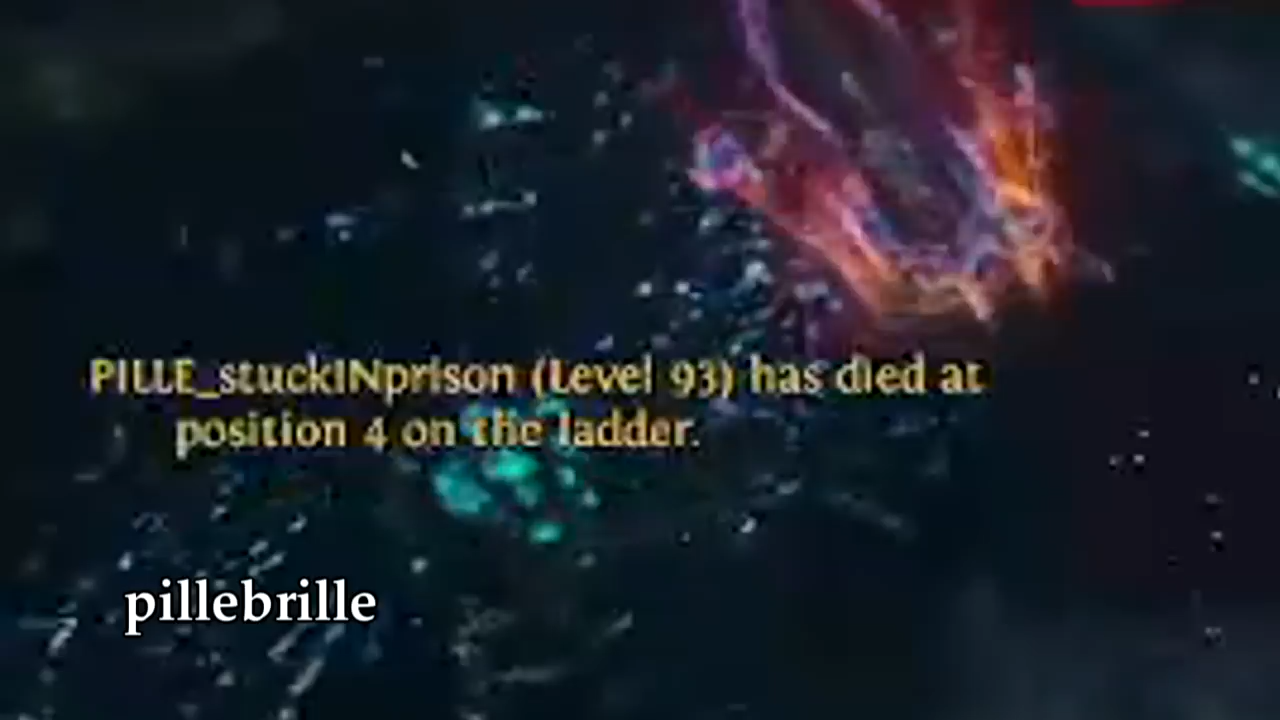 PILLE_stuckINprison (Level 93) has died at
position 4 on the ladder.
pillebrille